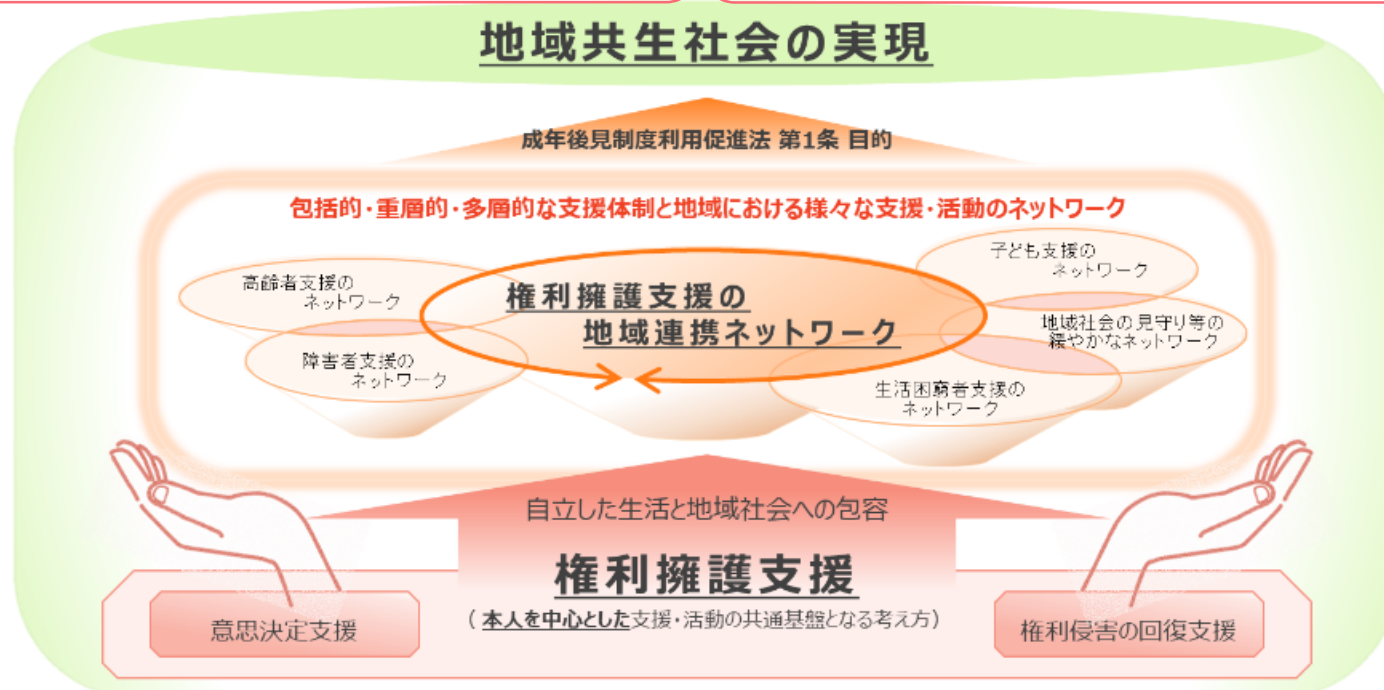 地域共生社会の実現
成年後見制度利用促進法 第1条 目的
包括的・重層的・多層的な支援体制と地域における様々な支援・活動のネットワーク
高齢者支援の
ネットワーク
障害者支援の
ネットワーク
権利擁護支援の
地域連携ネットワーク
子ども支援の
ネットワーク
地域社会の見守り等の
緩やかなネットワーク
生活困窮者支援の
ネットワーク
自立した生活と地域社会への包容
権利擁護支援
(本人を中心とした支援・活動の共通基盤となる考え方)
意思決定支援
権利侵害の回復支援